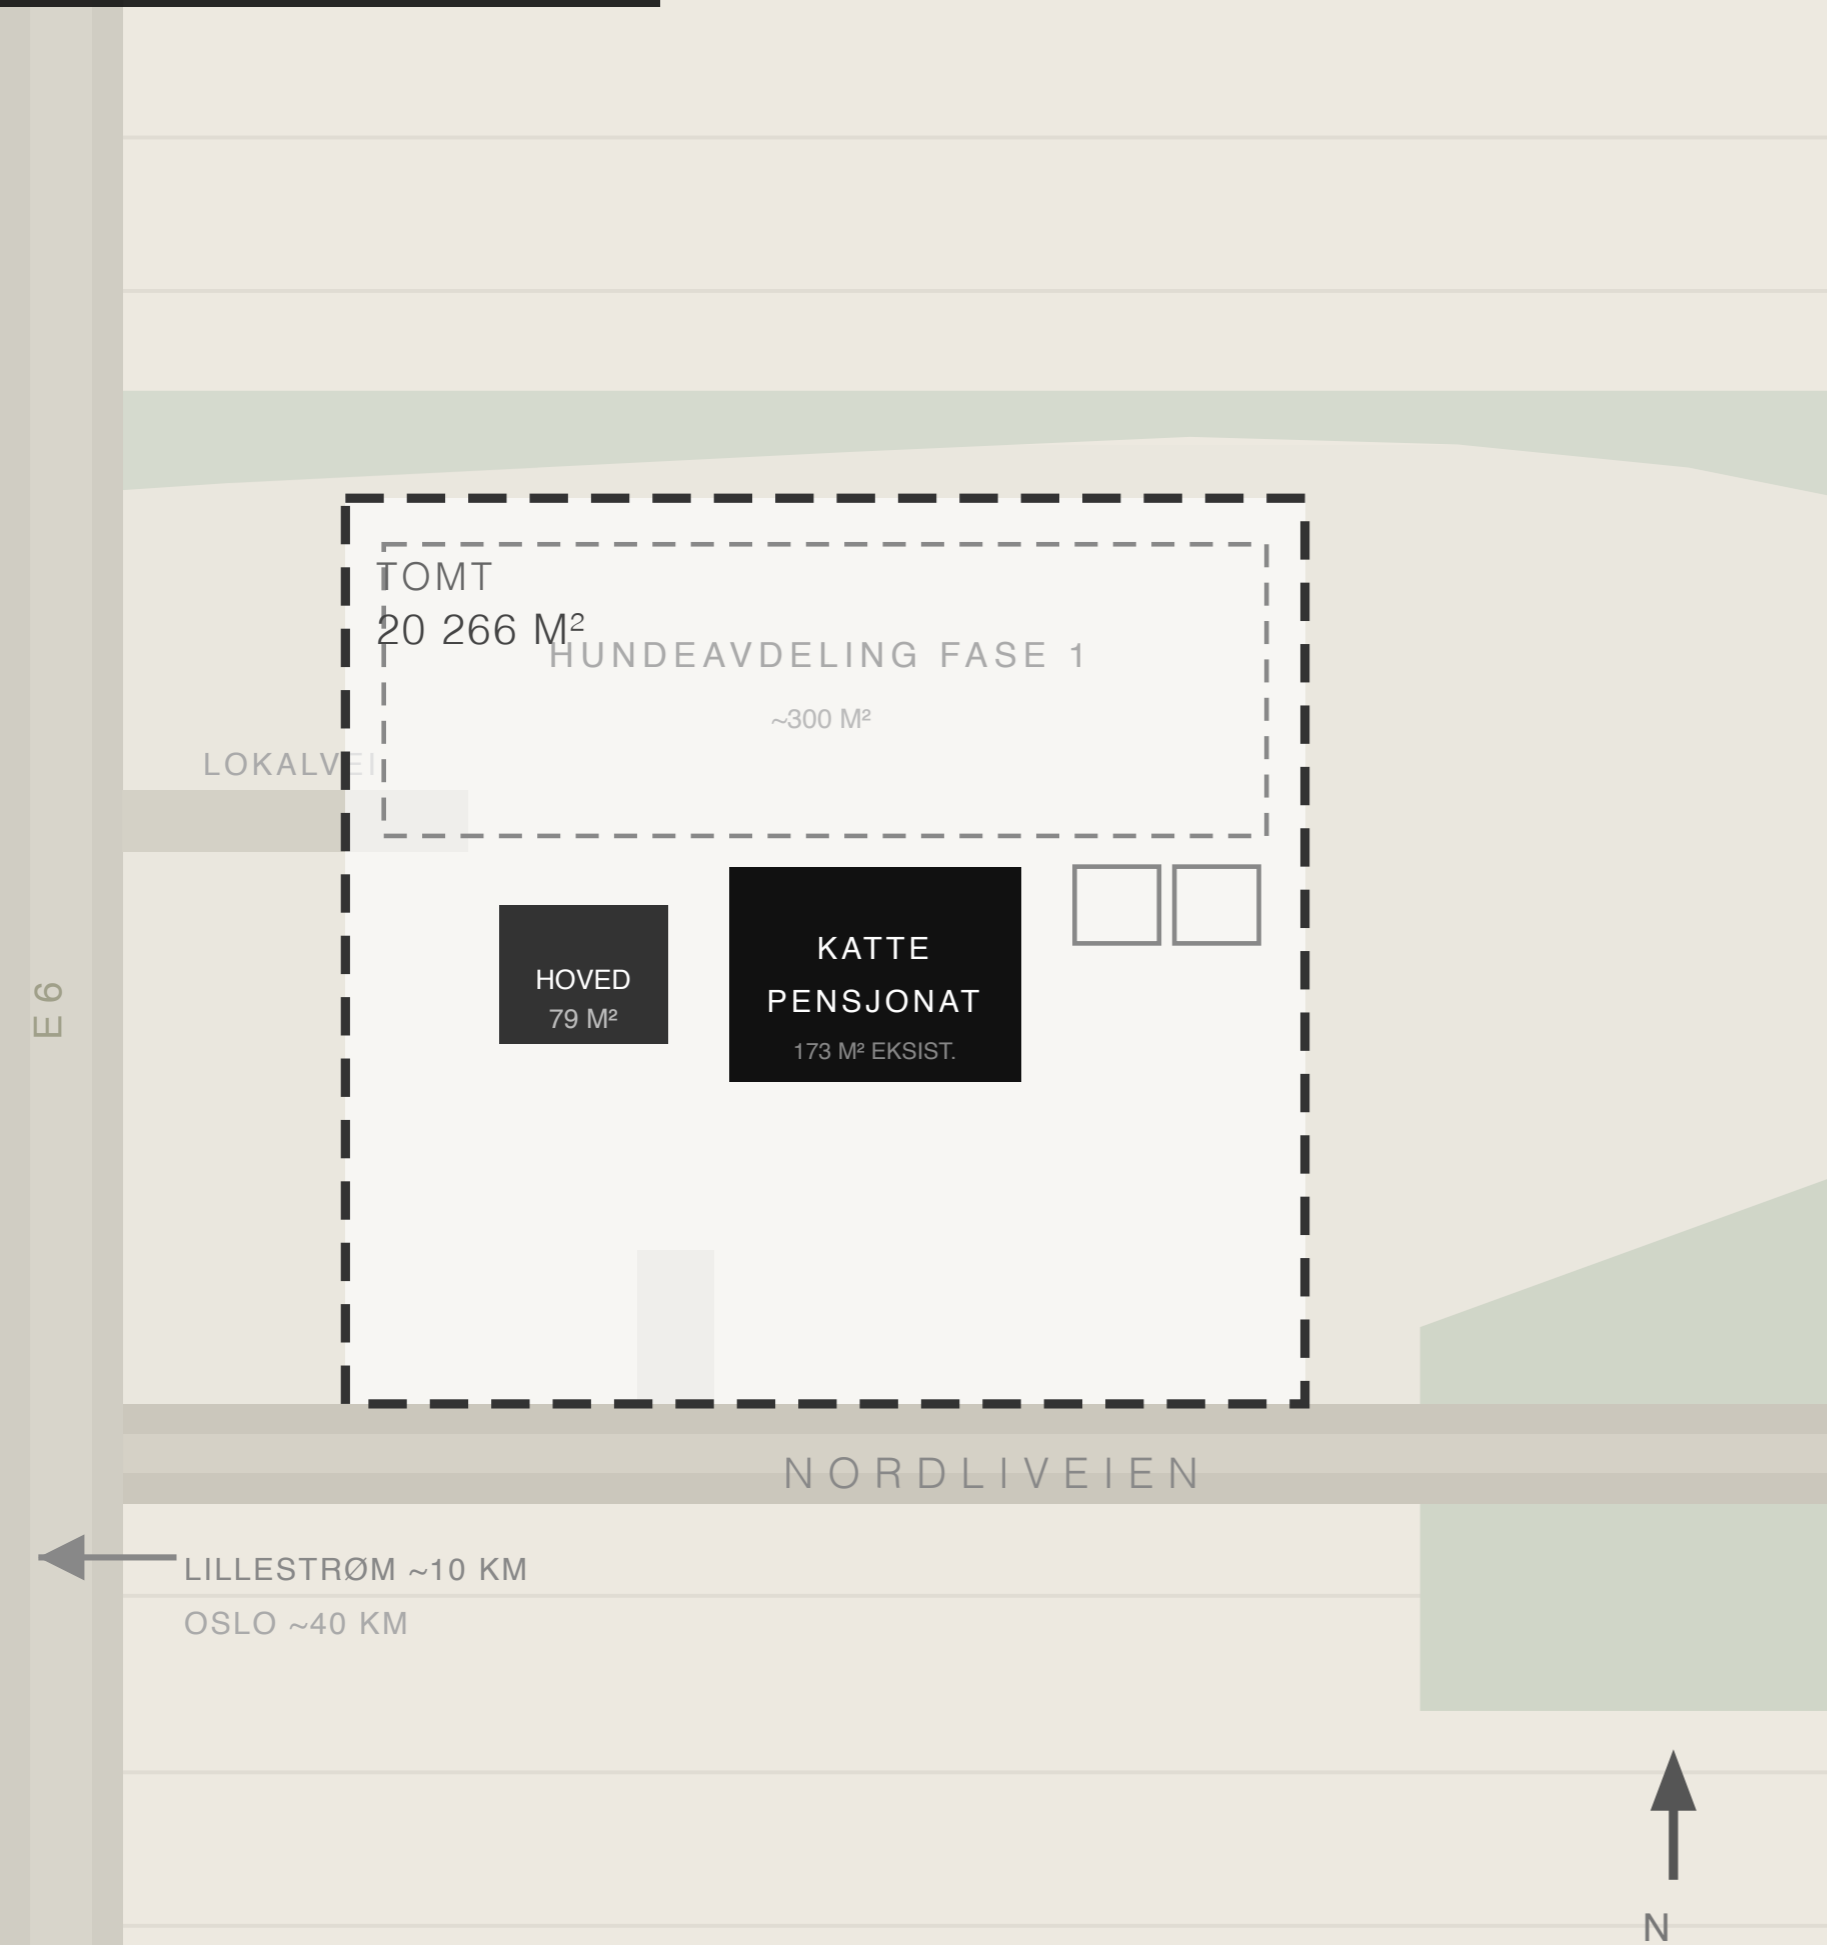 TOMT
20 266 M²
HUNDEAVDELING FASE 1
~300 M²
LOKALVEI
HOVED
79 M²
KATTE
PENSJONAT
173 M² EKSIST.
E6
NORDLIVEIEN
LILLESTRØM ~10 KM
OSLO ~40 KM
N